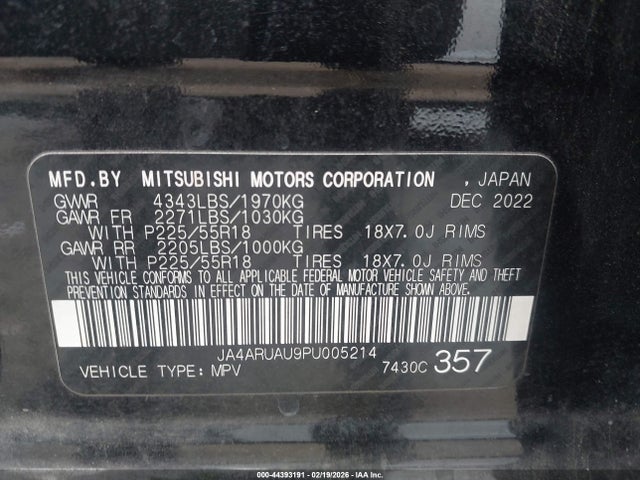 MFD.BY MITSUBISHI MOTORS CORPORATION , JAPAN
GVWR 4343LBS/1970KG DEC 2022
GAWR FR 2271LBS/1030KG
WITH P225/55R18 TIRES 18X7.0J RIMS
GAWR RR 2205LBS/1000KG
WITH P225/55R18 TIRES 18X7.0J RIMS
THIS VEHICLE CONFORMS TO ALL APPLICABLE FEDERAL MOTOR VEHICLE SAFETY AND THEFT
PREVENTION STANDARDS IN EFFECT ON THE DATE OF MANUFACTURE SHOWN ABOVE.
JA4ARUAU9PU005214
VEHICLE TYPE:MPV 7430C 357
000-44393191 - 02/19/2026 - IAA Inc.